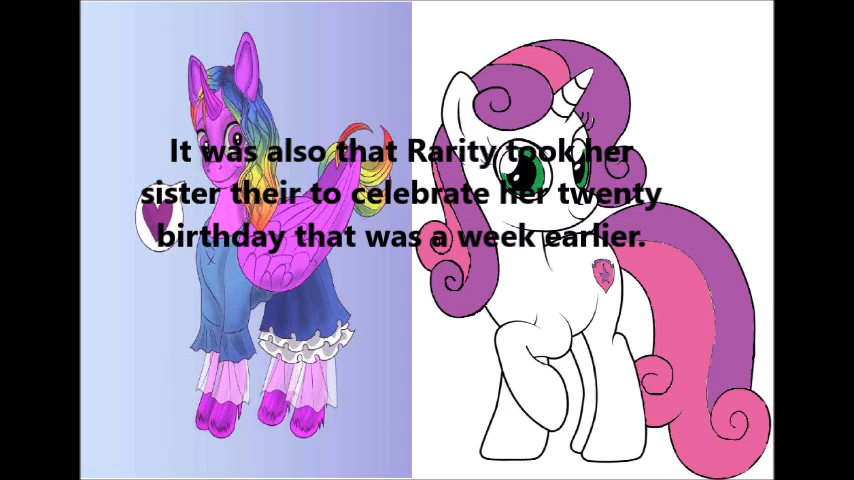 It was also that Rarity took her
sister their to celebrate her twenty
birthday that was a week earlier.